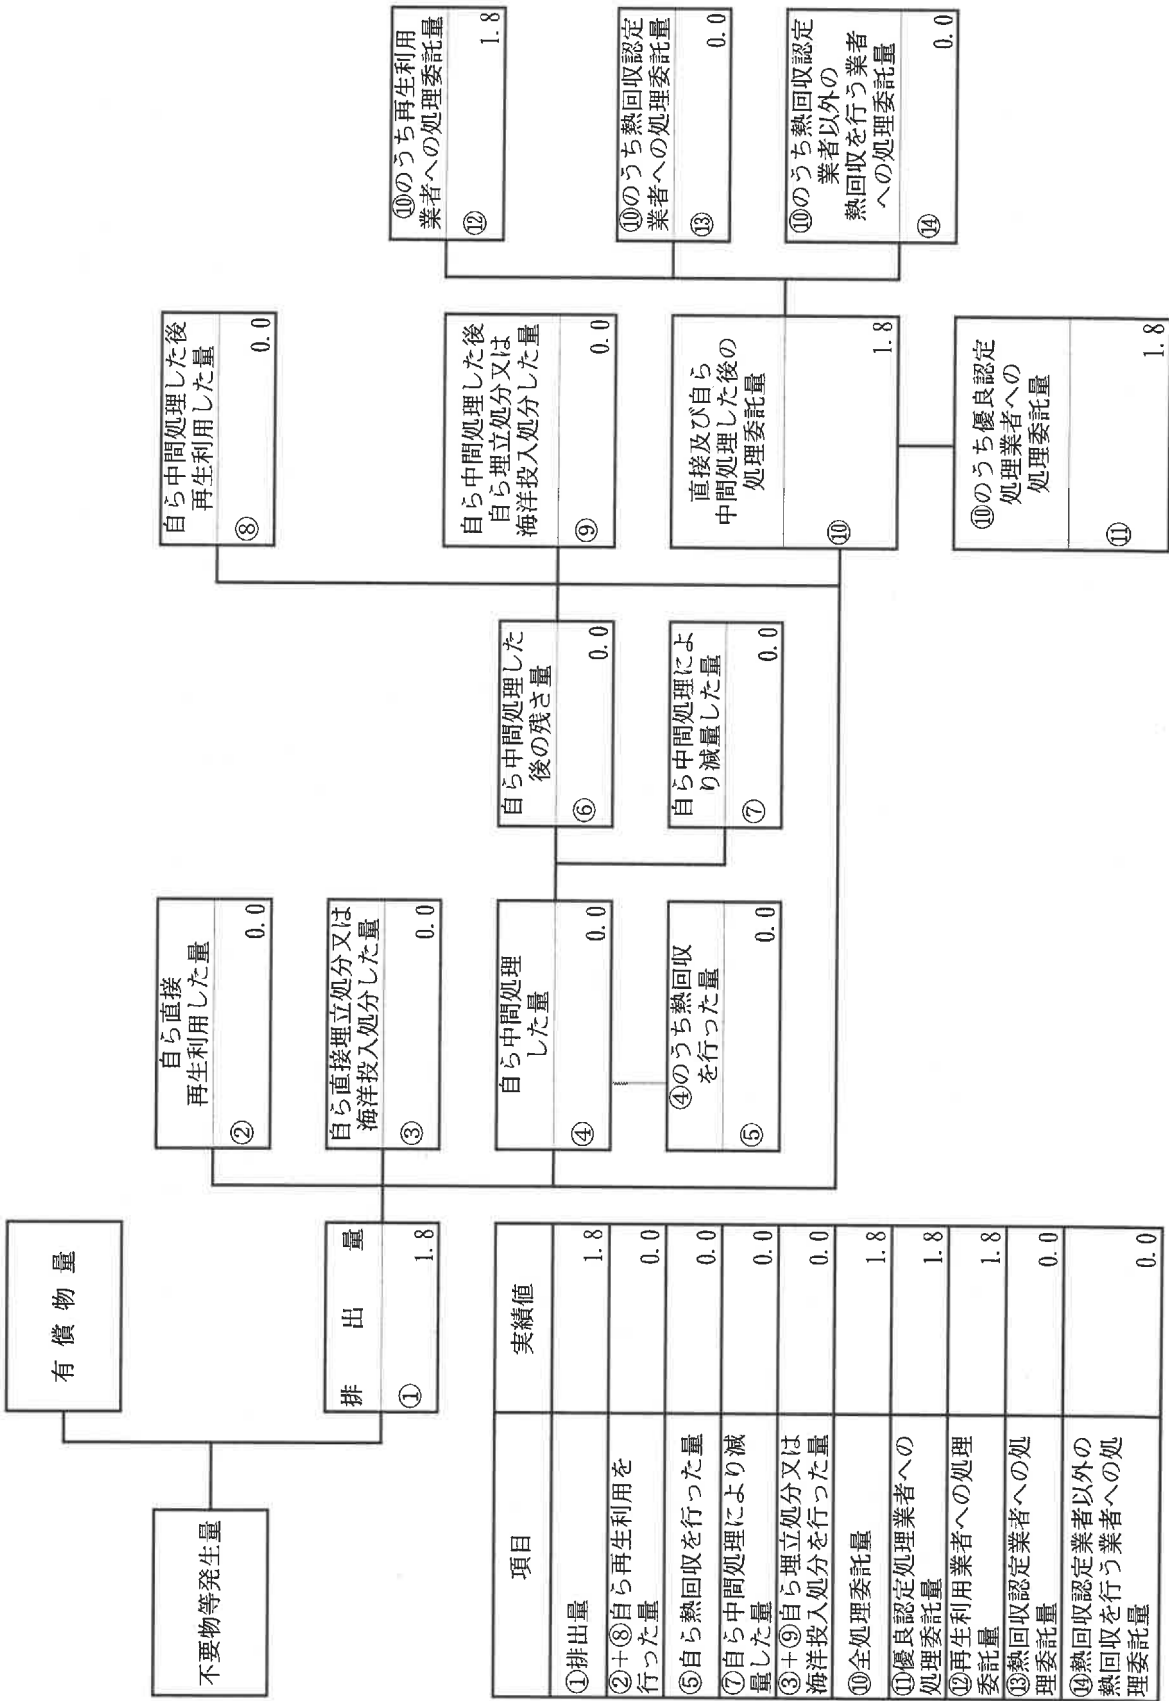 不要物等発生量
有償物量
排出量
① 1.8
自ら直接
再生利用した量
② 0.0
自ら直接埋立処分又は
海洋投入処分した量
③ 0.0
自ら中間処理
した量
④ 0.0
④のうち熱回収
を行った量
⑤ 0.0
自ら中間処理した
後の残さ量
⑥ 0.0
自ら中間処理によ
り減量した量
⑦ 0.0
自ら中間処理した後
再生利用した量
⑧ 0.0
自ら中間処理した後
自ら埋立処分又は
海洋投入処分した量
⑨ 0.0
直接及び自ら
中間処理した後の
処理委託量
⑩ 1.8
⑩のうち優良認定
処理業者への
処理委託量
⑪ 1.8
⑩のうち再生利用
業者への処理委託量
⑫ 1.8
⑩のうち熱回収認定
業者への処理委託量
⑬ 0.0
⑩のうち熱回収認定
業者以外の
熱回収を行う業者
への処理委託量
⑭ 0.0
項目 実績値
①排出量 1.8
②+⑧自ら再生利用を
行った量 0.0
⑤自ら熱回収を行った量 0.0
⑦自ら中間処理により減
量した量 0.0
③+⑨自ら埋立処分又は
海洋投入処分を行った量 0.0
⑩全処理委託量 1.8
⑪優良認定処理業者への
処理委託量 1.8
⑫再生利用業者への処理
委託量 1.8
⑬熱回収認定業者への処
理委託量 0.0
⑭熱回収認定業者以外の
熱回収を行う業者への処
理委託量 0.0